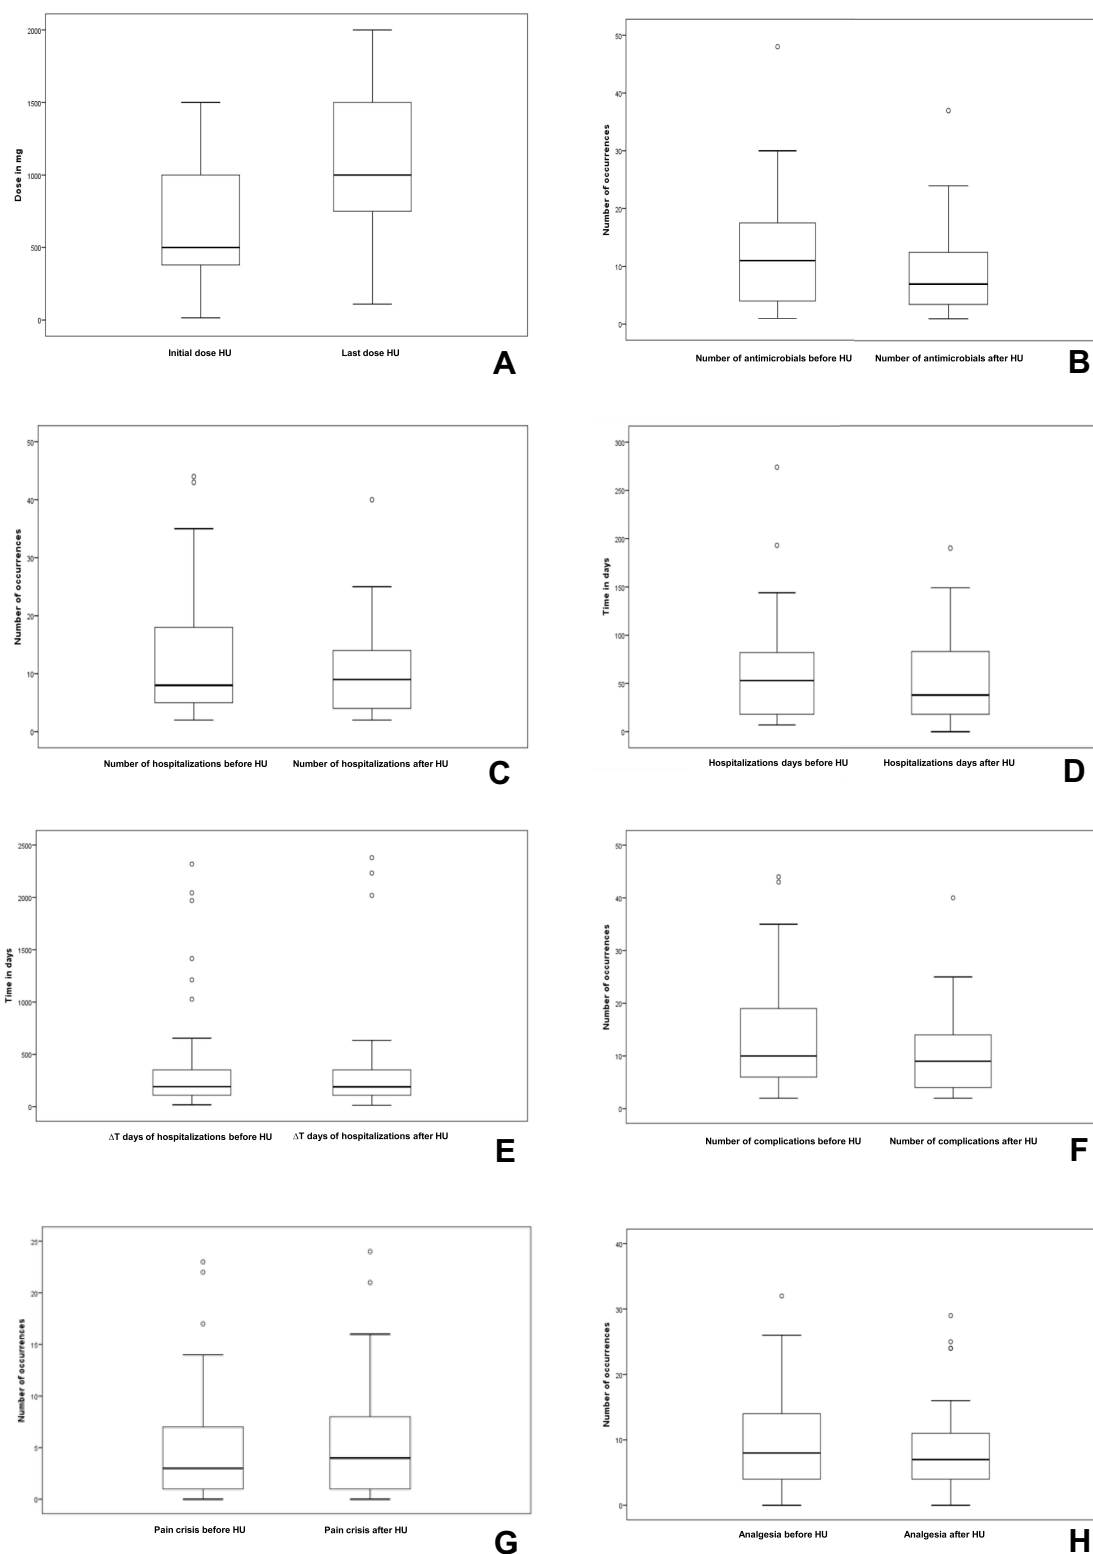 2000
1500
1000
500
0
Dose in mg
Initial dose HU
Last dose HU
A
50
40
30
20
10
0
Number of occurrences
Number of antimicrobials before HU
Number of antimicrobials after HU
B
50
40
30
20
10
0
Number of occurrences
Number of hospitalizations before HU
Number of hospitalizations after HU
C
300
250
200
150
100
50
0
Time in days
Hospitalizations days before HU
Hospitalizations days after HU
D
2500
2000
1500
1000
500
0
Time in days
∆T days of hospitalizations before HU
∆T days of hospitalizations after HU
E
50
40
30
20
10
0
Number of occurrences
Number of complications before HU
Number of complications after HU
F
25
20
15
10
5
0
Number of occurrences
Pain crisis before HU
Pain crisis after HU
G
40
30
20
10
0
Number of occurrences
Analgesia before HU
Analgesia after HU
H